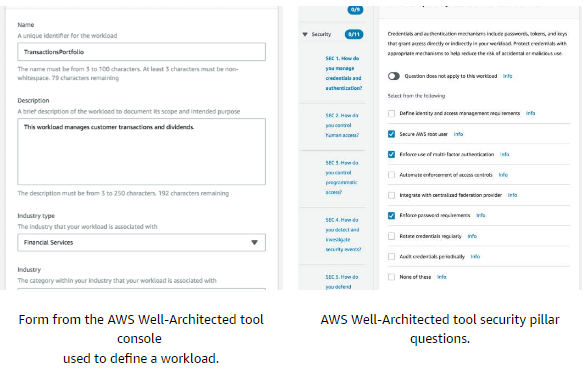 Name
A unique identifier for the workload
TransactionsPortfolio
The name must be from 3 to 100 characters. At least 3 characters must be non-
whitespace. 79 characters remaining
Description
A brief description of the workload to document its scope and intended purpose
This workload manages customer transactions and dividends.
The description must be from 3 to 250 characters. 192 characters remaining
Industry type
The industry that your workload is associated with
Financial Services
Industry
The category within your industry that your workload is associated with
Form from the AWS Well-Architected tool
console
used to define a workload.
0/9
Security 0/11
SEC 1. How do
you manage
credentials and
authentication?
SEC 2. How do
you control
human access?
SEC 3. How do
you control
programmatic
access?
SEC 4. How do
you detect and
investigate
security events?
SEC 5. How do
you defend
Credentials and authentication mechanisms include passwords, tokens, and keys
that grant access directly or indirectly in your workload. Protect credentials with
appropriate mechanisms to help reduce the risk of accidental or malicious use.
Question does not apply to this workload Info
Select from the following
Define identity and access management requirements Info
Secure AWS root user Info
Enforce use of multi-factor authentication Info
Automate enforcement of access controls Info
Integrate with centralized federation provider Info
Enforce password requirements Info
Rotate credentials regularly Info
Audit credentials periodically Info
None of these Info
AWS Well-Architected tool security pillar
questions.